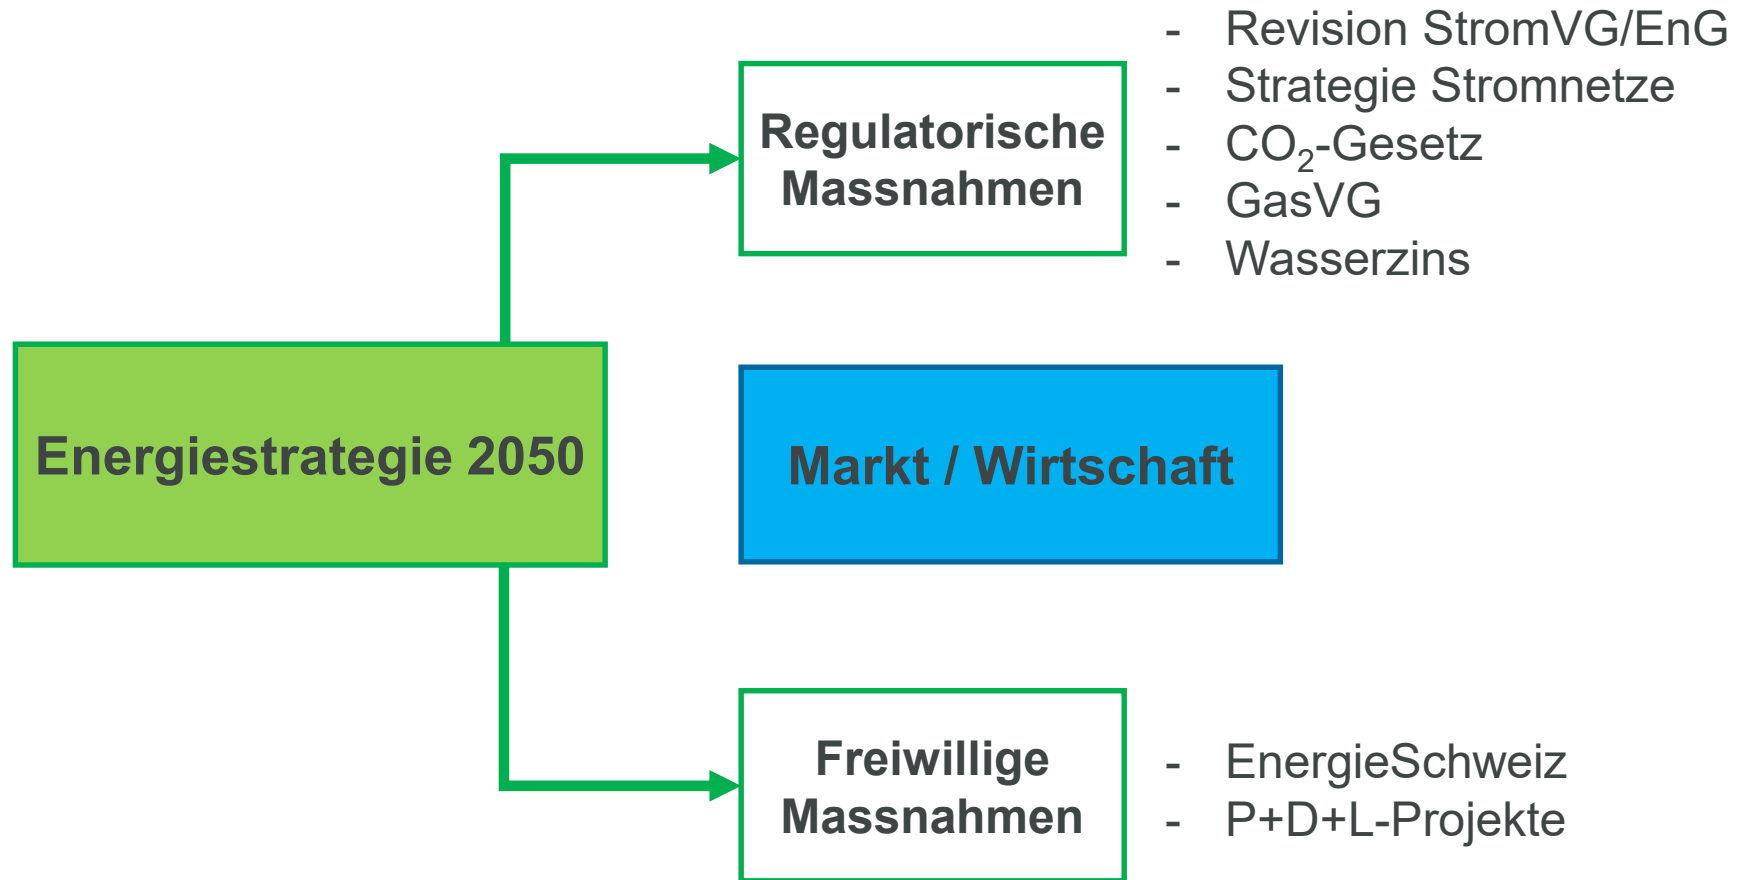 - Revision StromVG/EnG
- Strategie Stromnetze
- CO₂-Gesetz
- GasVG
- Wasserzins
Regulatorische
Massnahmen
Energiestrategie 2050
Markt / Wirtschaft
Freiwillige
Massnahmen
- EnergieSchweiz
- P+D+L-Projekte